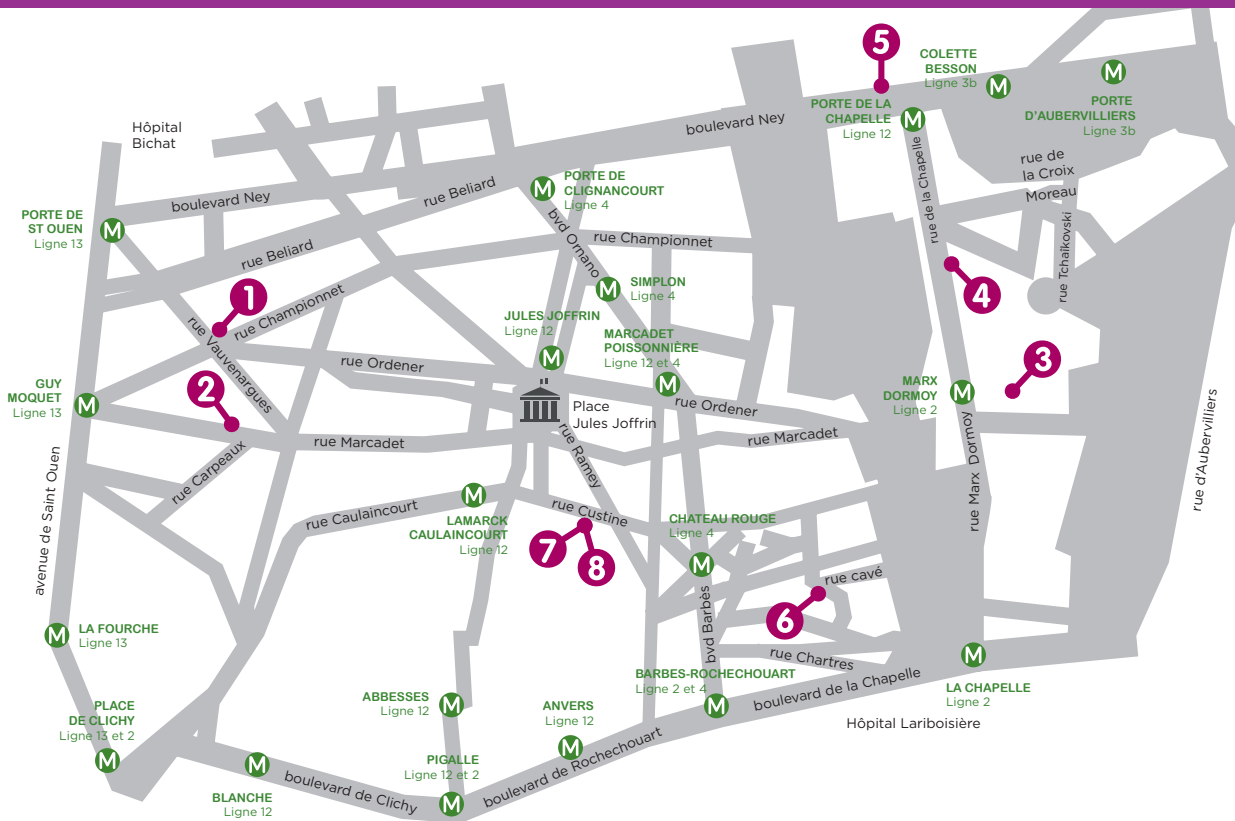 5
COLETTE
BESSON
Ligne 3b
M
M
PORTE DE LA
CHAPELLE
Ligne 12
M
PORTE
D'AUBERVILLIERS
Ligne 3b
Hôpital
Bichat
boulevard Ney
rue de
la Croix
Moreau
rue de la Chapelle
PORTE DE
CLIGNANCOURT
Ligne 4
M
boulevard Ney
rue Beliard
PORTE DE
ST OUEN
Ligne 13
M
bvd Ornano
rue Championnet
rue Beliard
rue Tchaïkovski
1
rue Championnet
SIMPLON
Ligne 4
M
4
JULES JOFFRIN
Ligne 12
M
MARCADET
POISSONNIÈRE
Ligne 12 et 4
M
rue Vauvenargues
rue Ordener
3
GUY
MOQUET
Ligne 13
M
2
MARX
DORMOY
Ligne 2
M
Place
Jules Joffrin
rue Ordener
rue Marcadet
rue Marcadet
rue Ramey
rue Carpeaux
rue Marx Dormoy
rue d'Aubervilliers
avenue de Saint Ouen
rue Caulaincourt
M
LAMARCK
CAULAINCOURT
Ligne 12
rue Custine
CHATEAU ROUGE
Ligne 4
M
7
8
rue cavé
6
bvd Barbès
LA FOURCHE
Ligne 13
M
rue Chartres
BARBES-ROCHECHOUART
Ligne 2 et 4
M
boulevard de la Chapelle
M
LA CHAPELLE
Ligne 2
Hôpital Lariboisière
ABBESSES
Ligne 12
M
ANVERS
Ligne 12
M
PLACE
DE CLICHY
Ligne 13 et 2
M
PIGALLE
Ligne 12 et 2
M
boulevard de Rochechouart
M
BLANCHE
Ligne 12
boulevard de Clichy